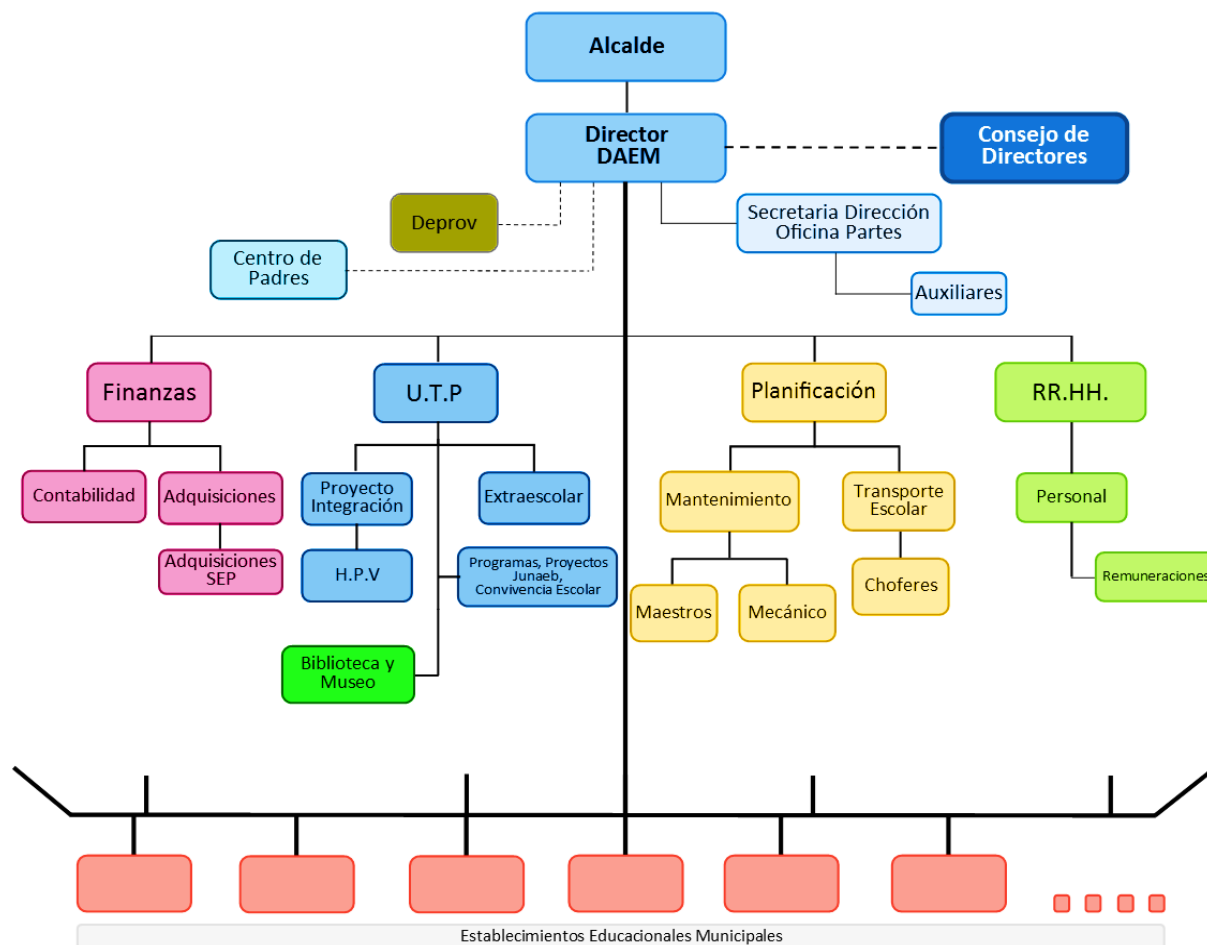 Alcalde
Director
DAEM
Consejo de
Directores
Deprov
Secretaria Dirección
Oficina Partes
Centro de
Padres
Auxiliares
Finanzas
U.T.P
Planificación
RR.HH.
Contabilidad
Adquisiciones
Proyecto
Integración
Extraescolar
Mantenimiento
Transporte
Escolar
Personal
Adquisiciones
SEP
H.P.V
Programas, Proyectos
Junaeb,
Convivencia Escolar
Maestros
Mecánico
Choferes
Remuneraciones
Biblioteca y
Museo
Establecimientos Educacionales Municipales